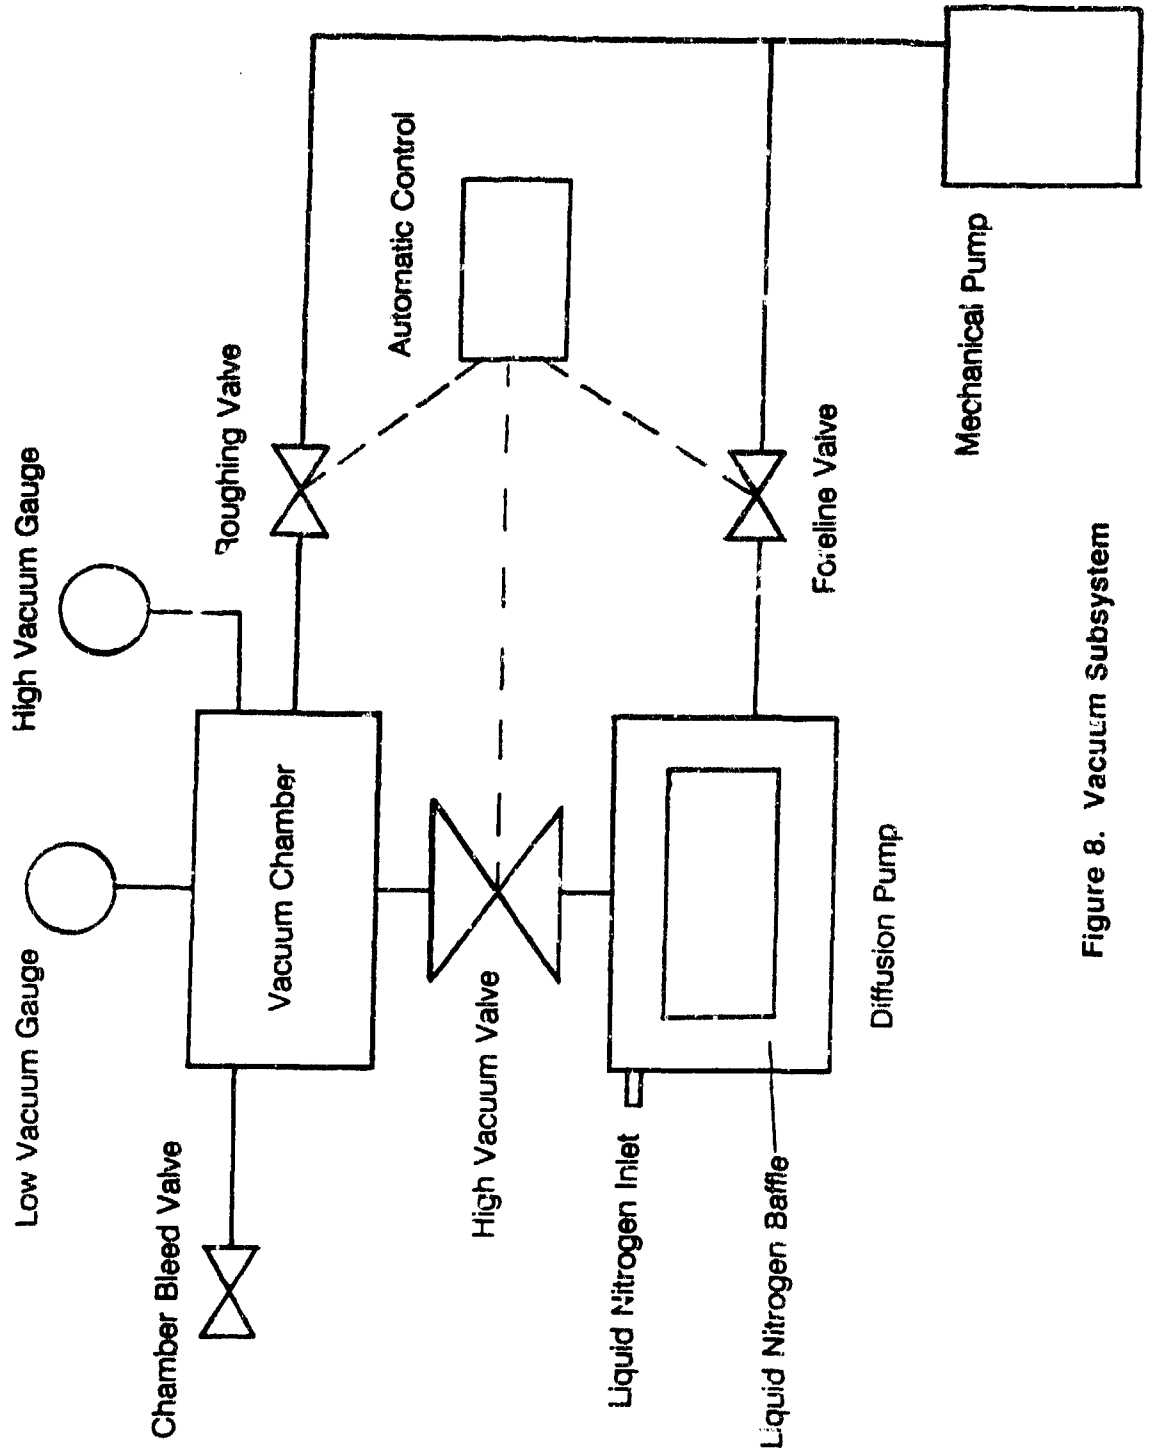 Low Vacuum Gauge
High Vacuum Gauge
Chamber Bleed Valve
Roughing Valve
Vacuum Chamber
Automatic Control
High Vacuum Valve
Liquid Nitrogen Inlet
Foreline Valve
Liquid Nitrogen Baffle
Diffusion Pump
Mechanical Pump
Figure 8. Vacuum Subsystem